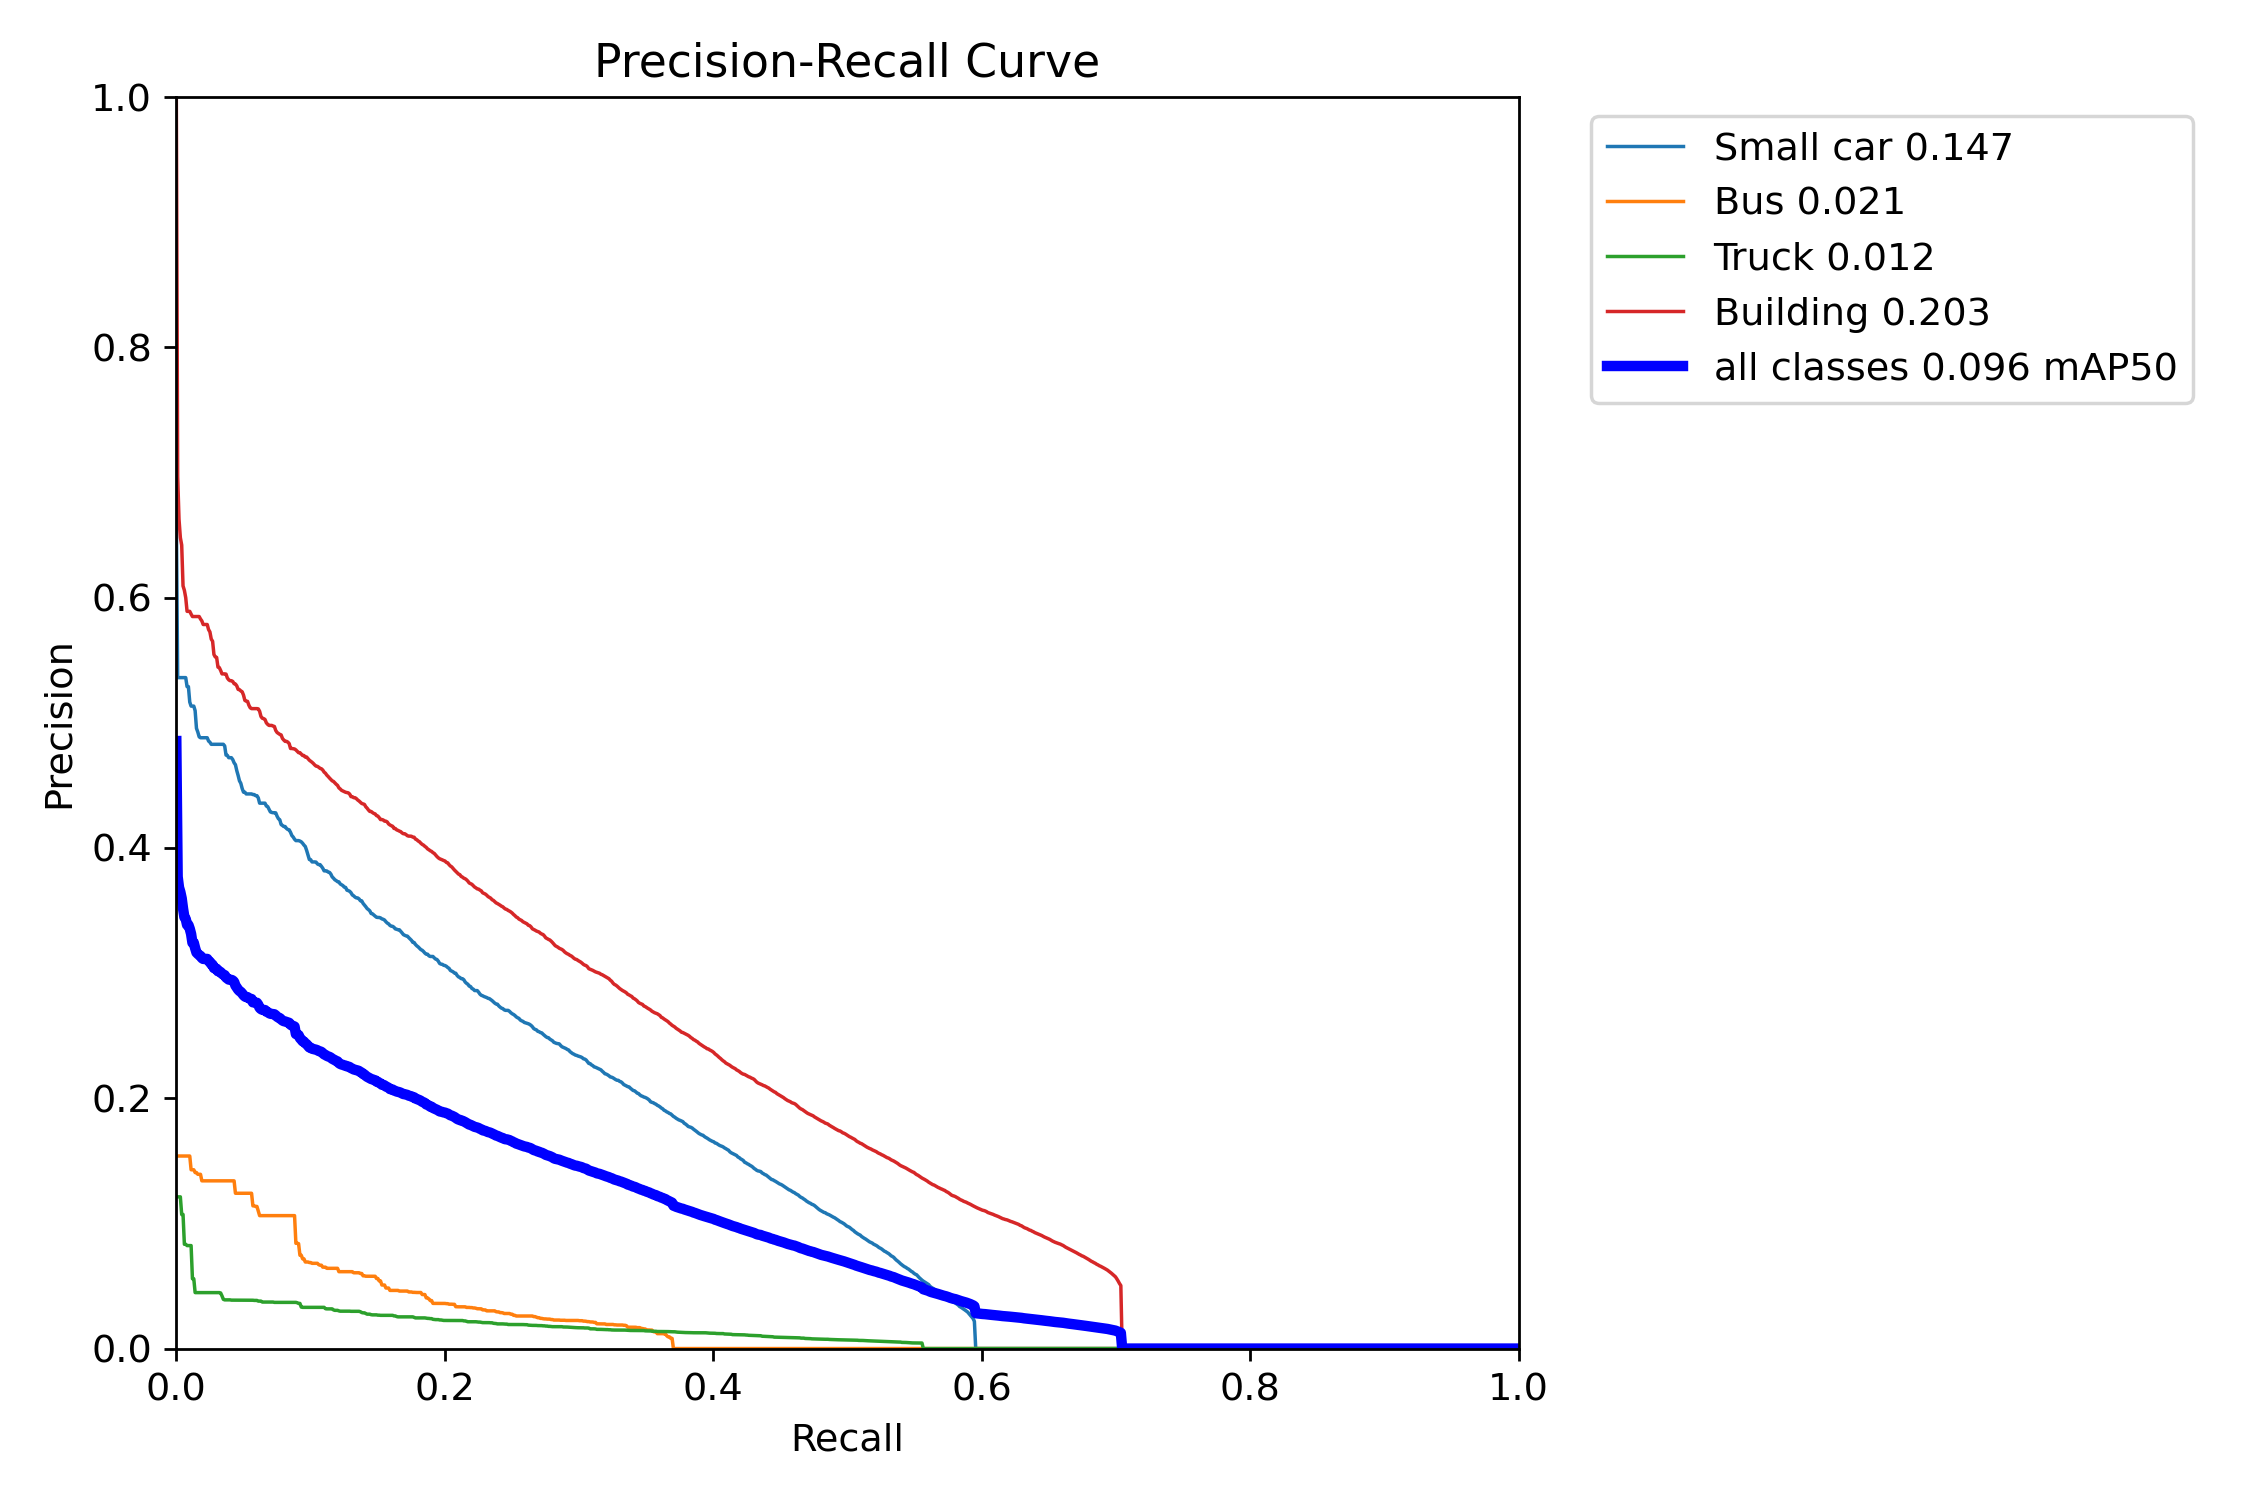 Precision-Recall Curve
1.0
0.8
0.6
0.4
0.2
0.0
Precision
0.0 0.2 0.4 0.6 0.8 1.0
Recall
Small car 0.147
Bus 0.021
Truck 0.012
Building 0.203
all classes 0.096 mAP50